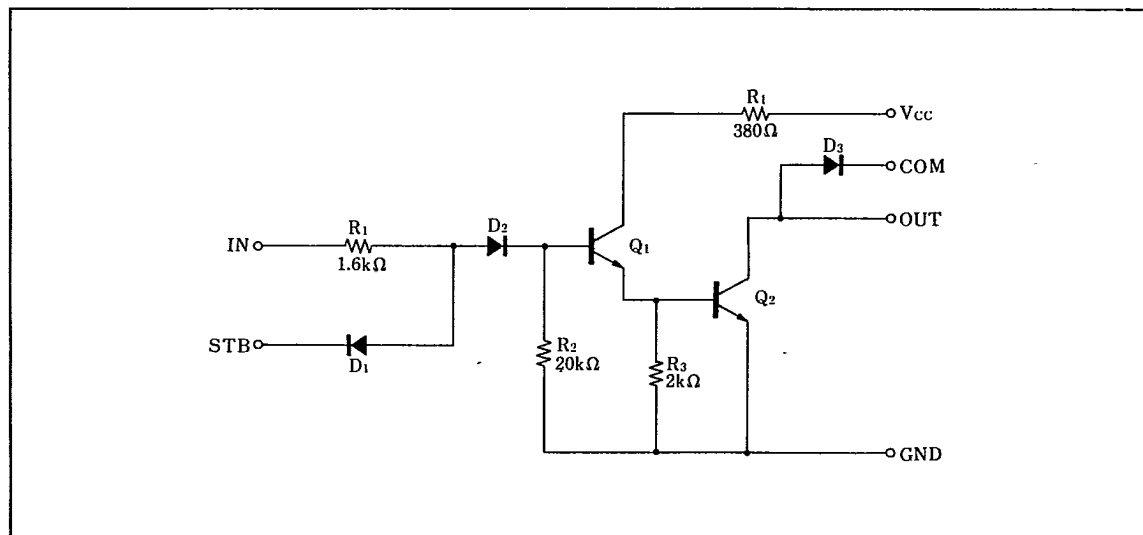 R₁
380Ω
Vcc
D₃
COM
OUT
IN
R₁
1.6kΩ
D₂
Q₁
Q₂
STB
D₁
R₂
20kΩ
R₃
2kΩ
GND